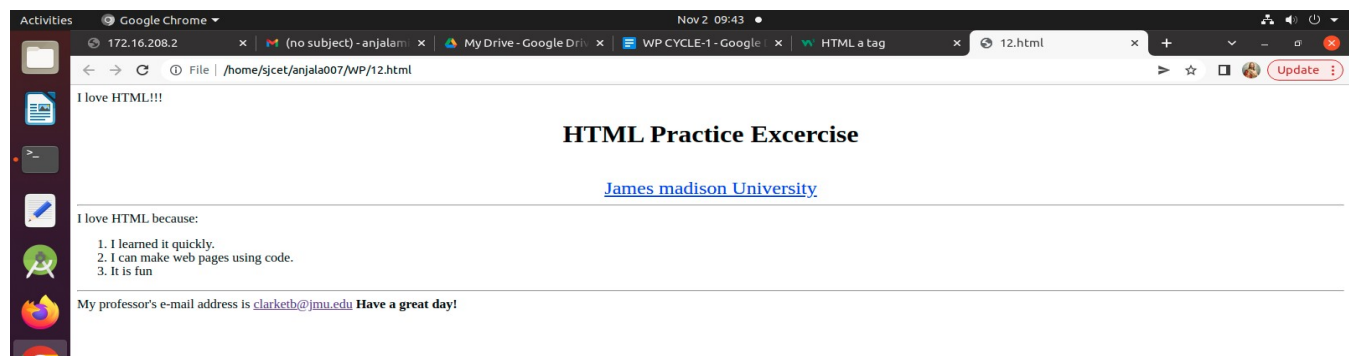 Activities Google Chrome Nov 2 09:43
172.16.208.2 (no subject) - anjalami My Drive - Google Driv WP CYCLE-1 - Google HTML a tag 12.html
File /home/sjcet/anjala007/WP/12.html Update
I love HTML!!!
HTML Practice Excercise
James madison University
I love HTML because:
1. I learned it quickly.
2. I can make web pages using code.
3. It is fun
My professor's e-mail address is clarketb@jmu.edu Have a great day!